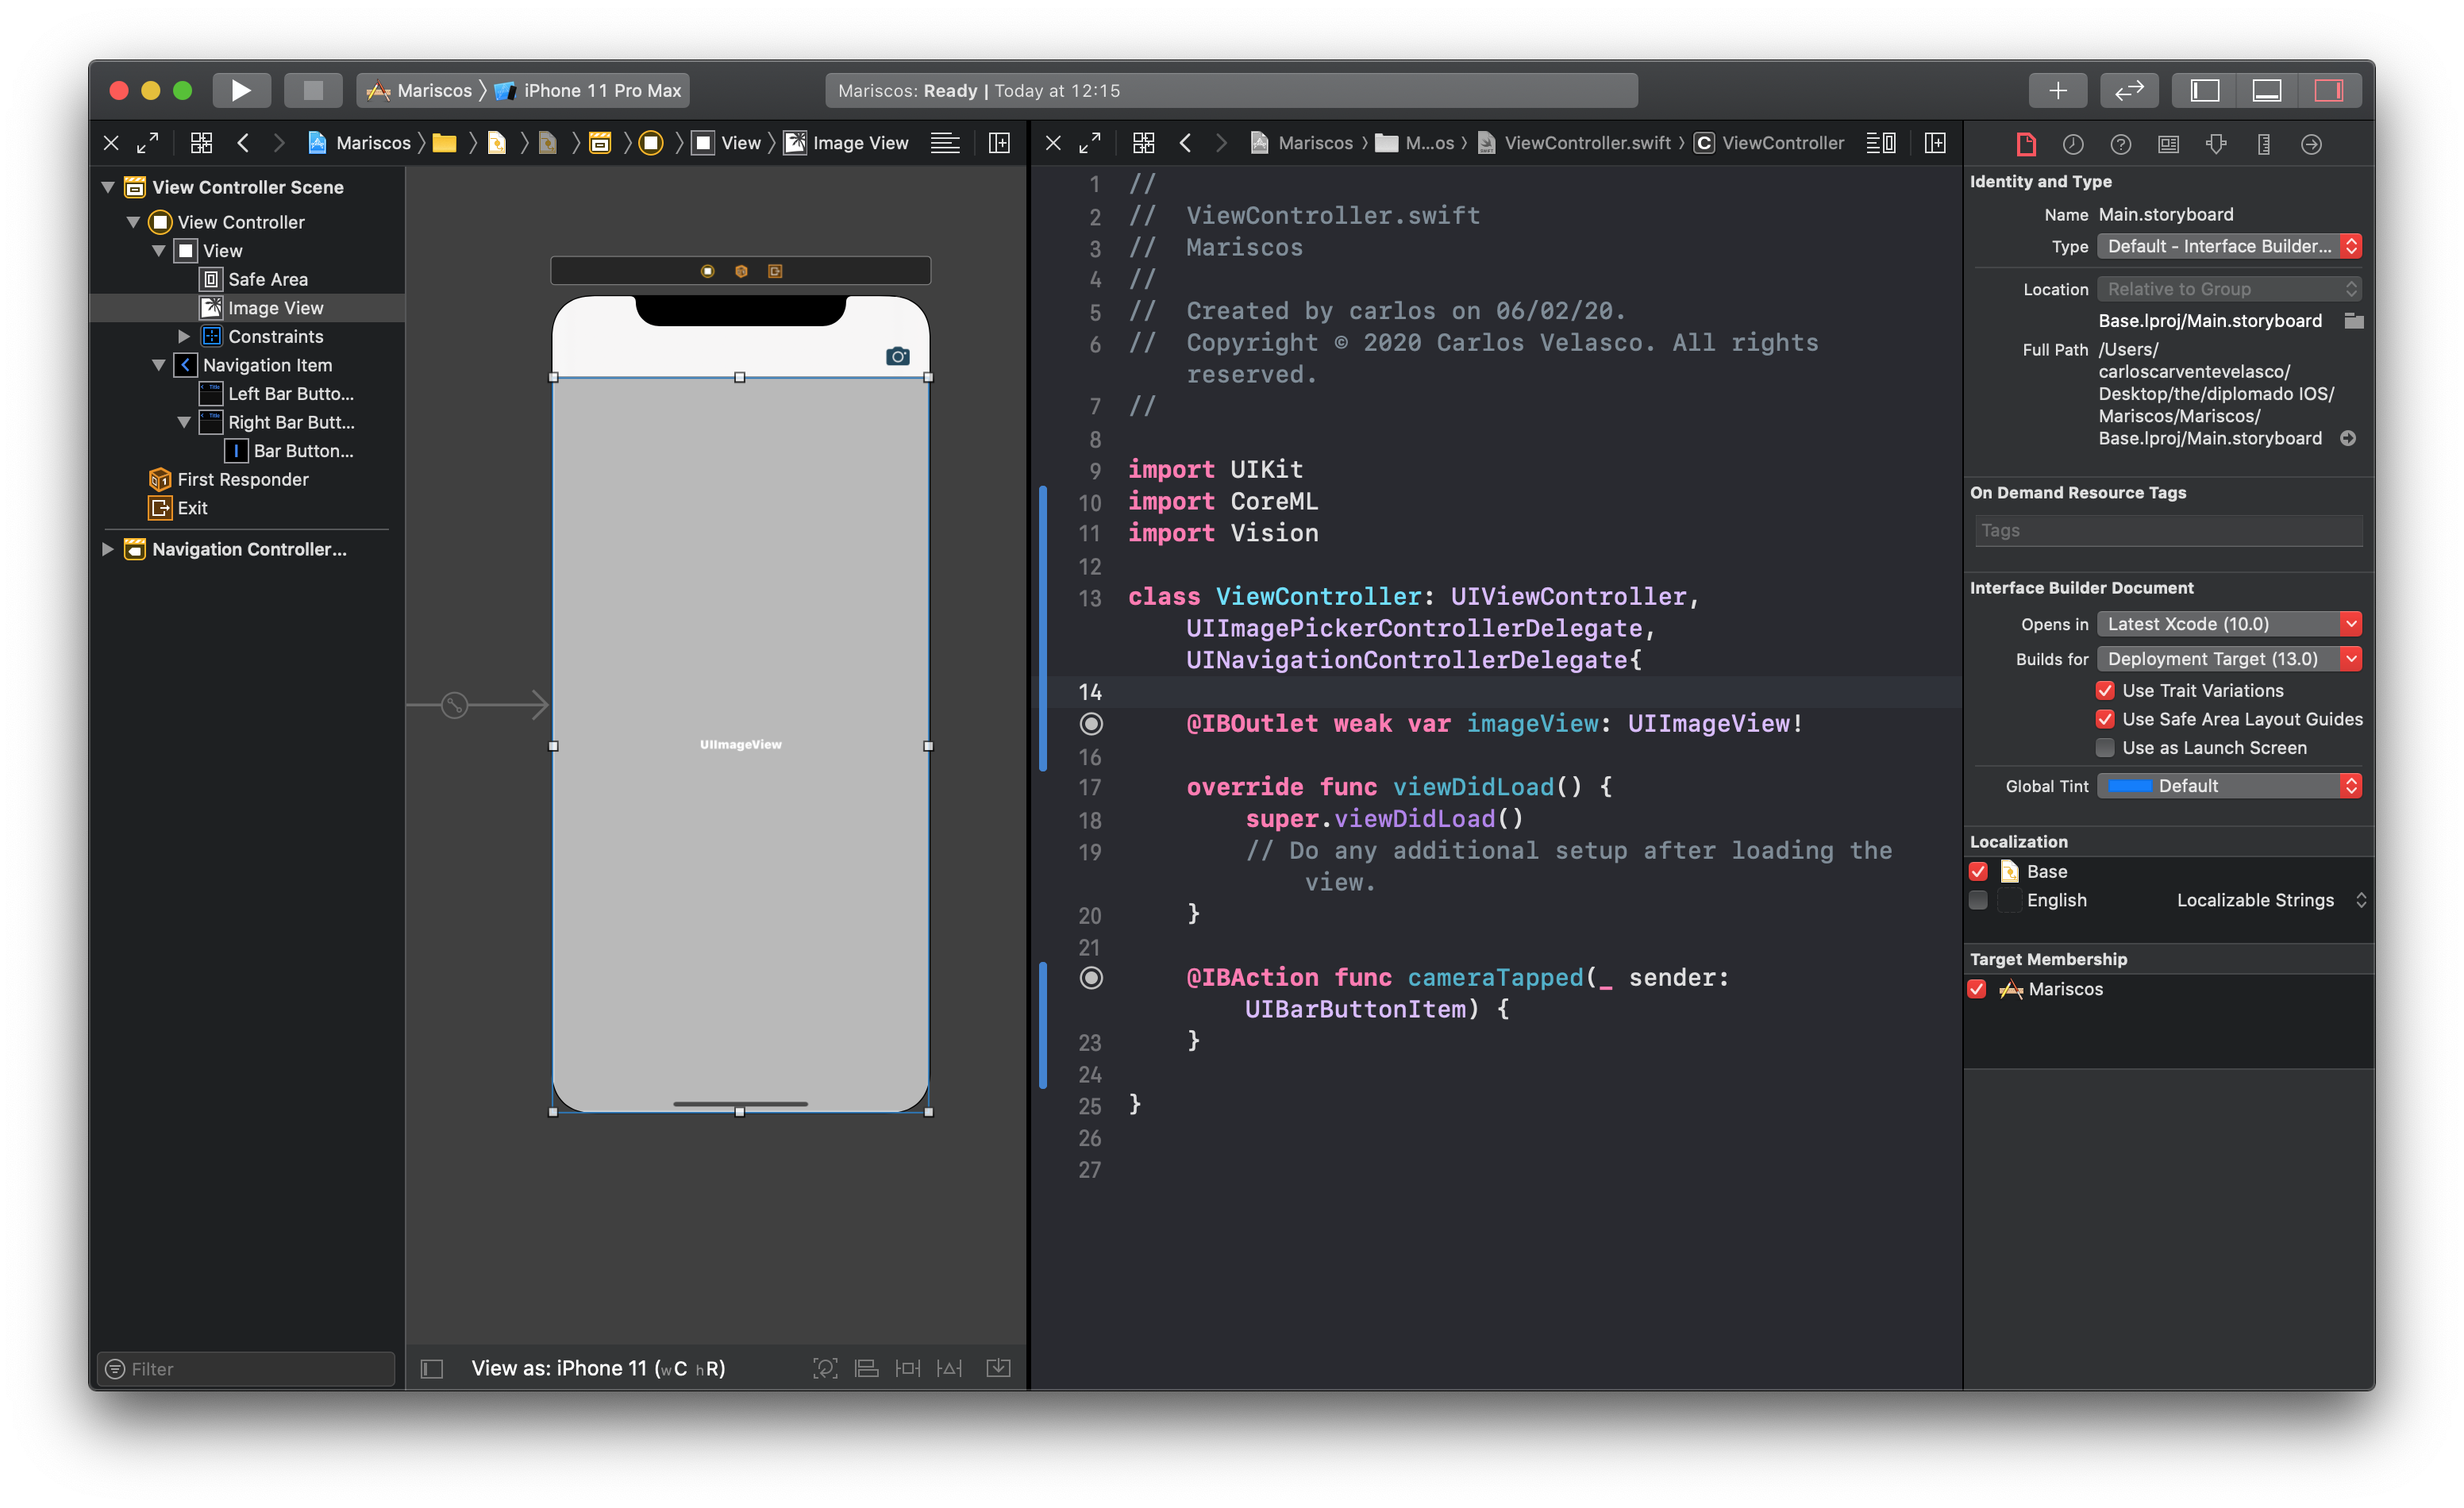 Mariscos 〉 iPhone 11 Pro Max
Mariscos: Ready | Today at 12:15
Mariscos 〉 〉 〉 〉 〉 〉 View 〉 Image View
View Controller Scene
View Controller
View
Safe Area
Image View
Constraints
Navigation Item
Left Bar Butto...
Right Bar Butt...
Bar Button...
First Responder
Exit
Navigation Controller...
Filter
UIImageView
View as: iPhone 11 (wC hR)
Mariscos 〉 M...os 〉 ViewController.swift 〉 C ViewController
1 //
2 //  ViewController.swift
3 //  Mariscos
4 //
5 //  Created by carlos on 06/02/20.
6 //  Copyright © 2020 Carlos Velasco. All rights
reserved.
7 //
8
9 import UIKit
10 import CoreML
11 import Vision
12
13 class ViewController: UIViewController,
UIImagePickerControllerDelegate,
UINavigationControllerDelegate{
14
@IBOutlet weak var imageView: UIImageView!
16
17 override func viewDidLoad() {
18 super.viewDidLoad()
19 // Do any additional setup after loading the
view.
20 }
21
@IBAction func cameraTapped(_ sender:
UIBarButtonItem) {
23 }
24
25 }
26
27
Identity and Type
Name Main.storyboard
Type Default - Interface Builder...
Location Relative to Group
Base.lproj/Main.storyboard
Full Path /Users/
carloscarventevelasco/
Desktop/the/diplomado IOS/
Mariscos/Mariscos/
Base.lproj/Main.storyboard
On Demand Resource Tags
Tags
Interface Builder Document
Opens in Latest Xcode (10.0)
Builds for Deployment Target (13.0)
Use Trait Variations
Use Safe Area Layout Guides
Use as Launch Screen
Global Tint Default
Localization
Base
English Localizable Strings
Target Membership
Mariscos